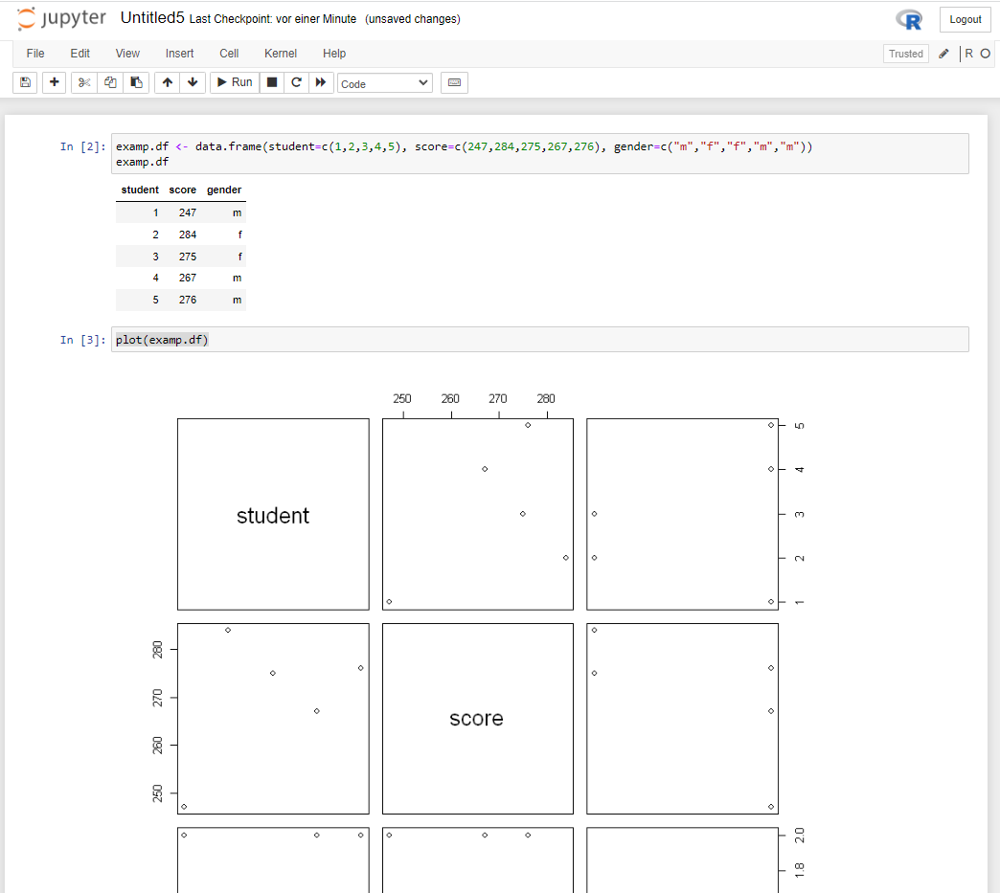 jupyter Untitled5 Last Checkpoint: vor einer Minute (unsaved changes) R Logout
File Edit View Insert Cell Kernel Help Trusted R
Run Code
In [2]: examp.df <- data.frame(student=c(1,2,3,4,5), score=c(247,284,275,267,276), gender=c("m","f","f","m","m"))
examp.df
student score gender
1 247 m
2 284 f
3 275 f
4 267 m
5 276 m
In [3]: plot(examp.df)
250 260 270 280
student
5
4
3
2
1
280
270
260
250
score
2.0
1.8